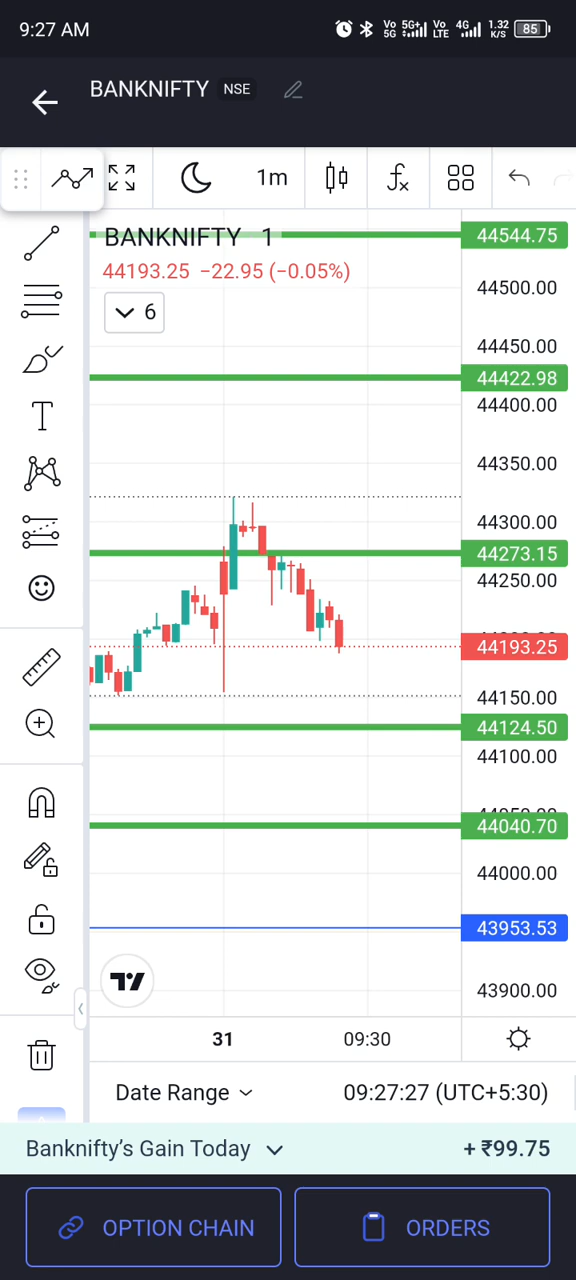 9:27 AM
Vo 5G 5G+ Vo LTE 4G 1.32 K/S 85
BANKNIFTY NSE
1m
fx
BANKNIFTY 1
44193.25 −22.95 (−0.05%)
6
44544.75
44500.00
44450.00
44422.98
44400.00
44350.00
44300.00
44273.15
44250.00
44193.25
44150.00
44124.50
44100.00
44040.70
44000.00
43953.53
43900.00
31 09:30
Date Range 09:27:27 (UTC+5:30)
Banknifty’s Gain Today + ₹99.75
OPTION CHAIN ORDERS